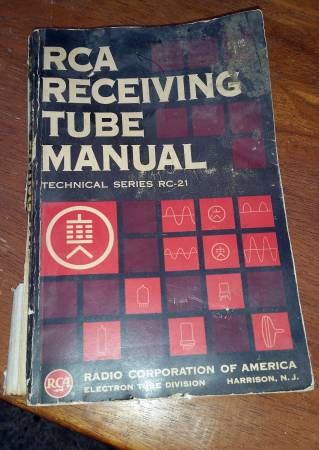 RCA
RECEIVING
TUBE
MANUAL
TECHNICAL SERIES RC-21
RCA
RADIO CORPORATION OF AMERICA
ELECTRON TUBE DIVISION HARRISON, N. J.